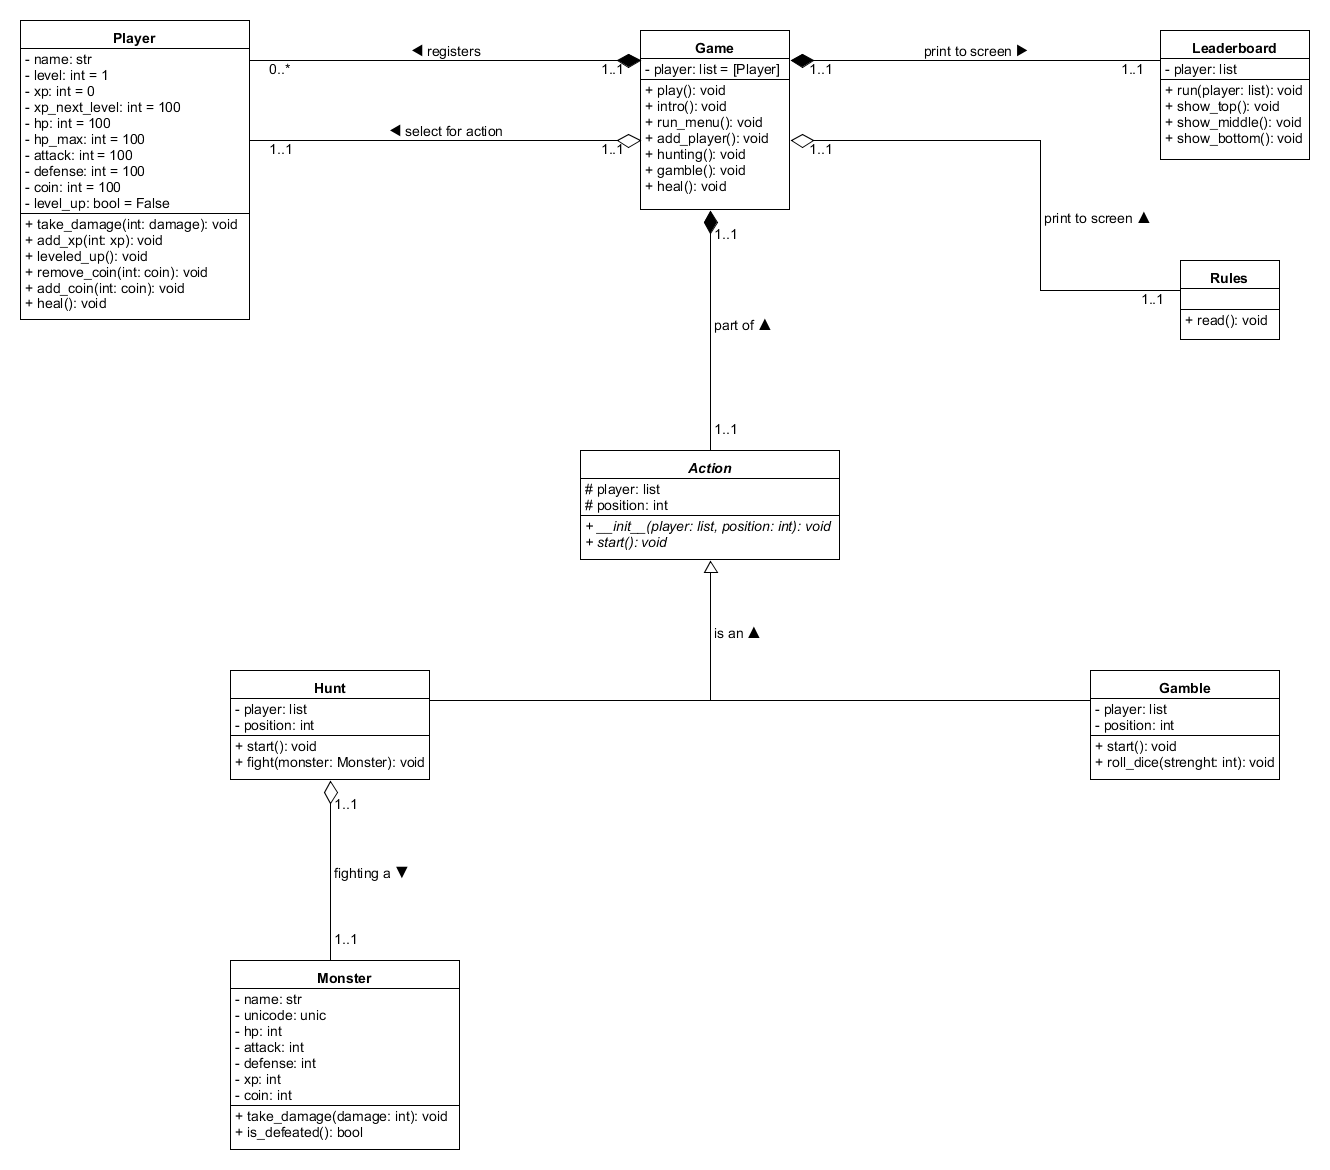 Player
- name: str
- level: int = 1
- xp: int = 0
- xp_next_level: int = 100
- hp: int = 100
- hp_max: int = 100
- attack: int = 100
- defense: int = 100
- coin: int = 100
- level_up: bool = False
+ take_damage(int: damage): void
+ add_xp(int: xp): void
+ leveled_up(): void
+ remove_coin(int: coin): void
+ add_coin(int: coin): void
+ heal(): void
◀ registers
0..*
1..1
◀ select for action
1..1
1..1
Game
- player: list = [Player]
+ play(): void
+ intro(): void
+ run_menu(): void
+ add_player(): void
+ hunting(): void
+ gamble(): void
+ heal(): void
print to screen ▶
1..1
1..1
Leaderboard
- player: list
+ run(player: list): void
+ show_top(): void
+ show_middle(): void
+ show_bottom(): void
1..1
print to screen ▲
1..1
Rules
+ read(): void
1..1
part of ▲
1..1
Action
# player: list
# position: int
+ __init__(player: list, position: int): void
+ start(): void
is an ▲
Hunt
- player: list
- position: int
+ start(): void
+ fight(monster: Monster): void
Gamble
- player: list
- position: int
+ start(): void
+ roll_dice(strenght: int): void
1..1
fighting a ▼
1..1
Monster
- name: str
- unicode: unic
- hp: int
- attack: int
- defense: int
- xp: int
- coin: int
+ take_damage(damage: int): void
+ is_defeated(): bool